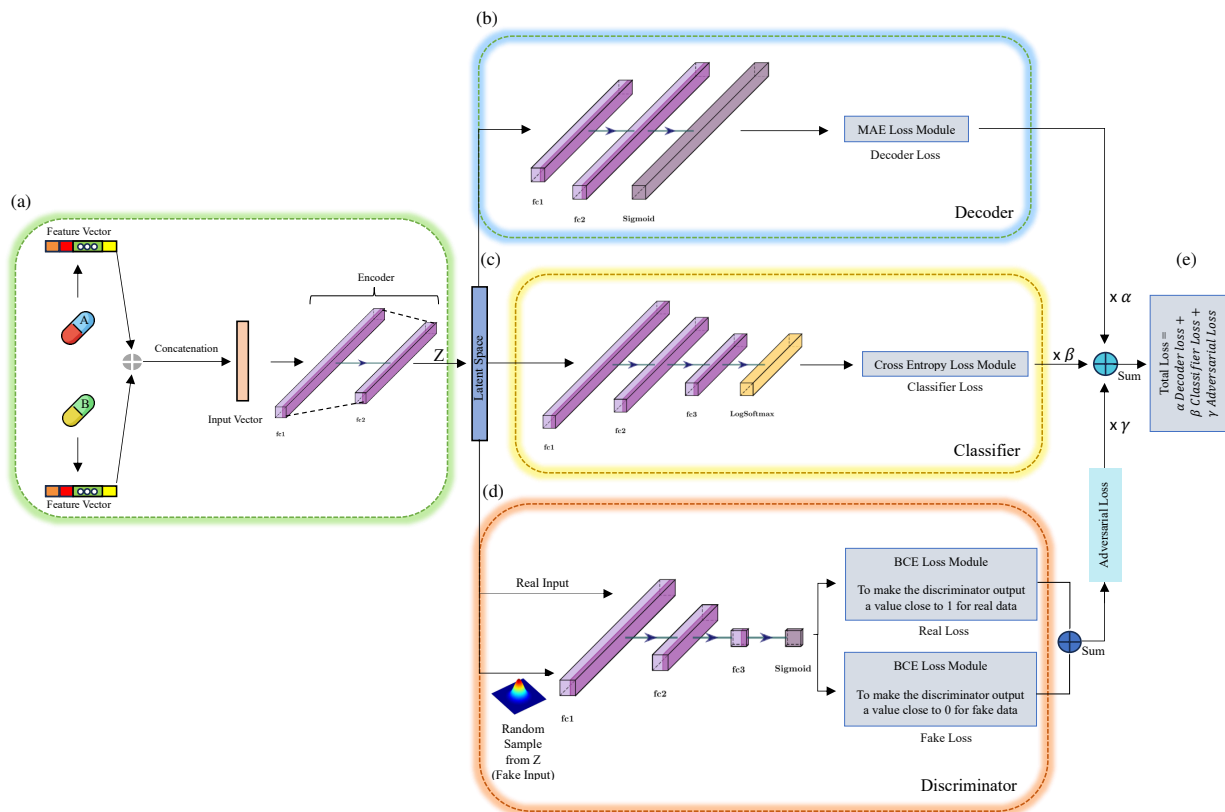 (a)
Feature Vector
A
B
Feature Vector
Concatenation
Input Vector
Encoder
fc1
fc2
Z
Latent Space
(b)
fc1
fc2
Sigmoid
MAE Loss Module
Decoder Loss
Decoder
(c)
fc1
fc2
fc3
LogSoftmax
Cross Entropy Loss Module
Classifier Loss
Classifier
(d)
Real Input
Random
Sample
from Z
(Fake Input)
fc1
fc2
fc3
Sigmoid
BCE Loss Module
To make the discriminator output
a value close to 1 for real data
Real Loss
BCE Loss Module
To make the discriminator output
a value close to 0 for fake data
Fake Loss
Discriminator
Sum
Adversarial Loss
x α
x β
x γ
Sum
(e)
Total Loss =
α Decoder loss +
β Classifier Loss +
γ Adversarial Loss